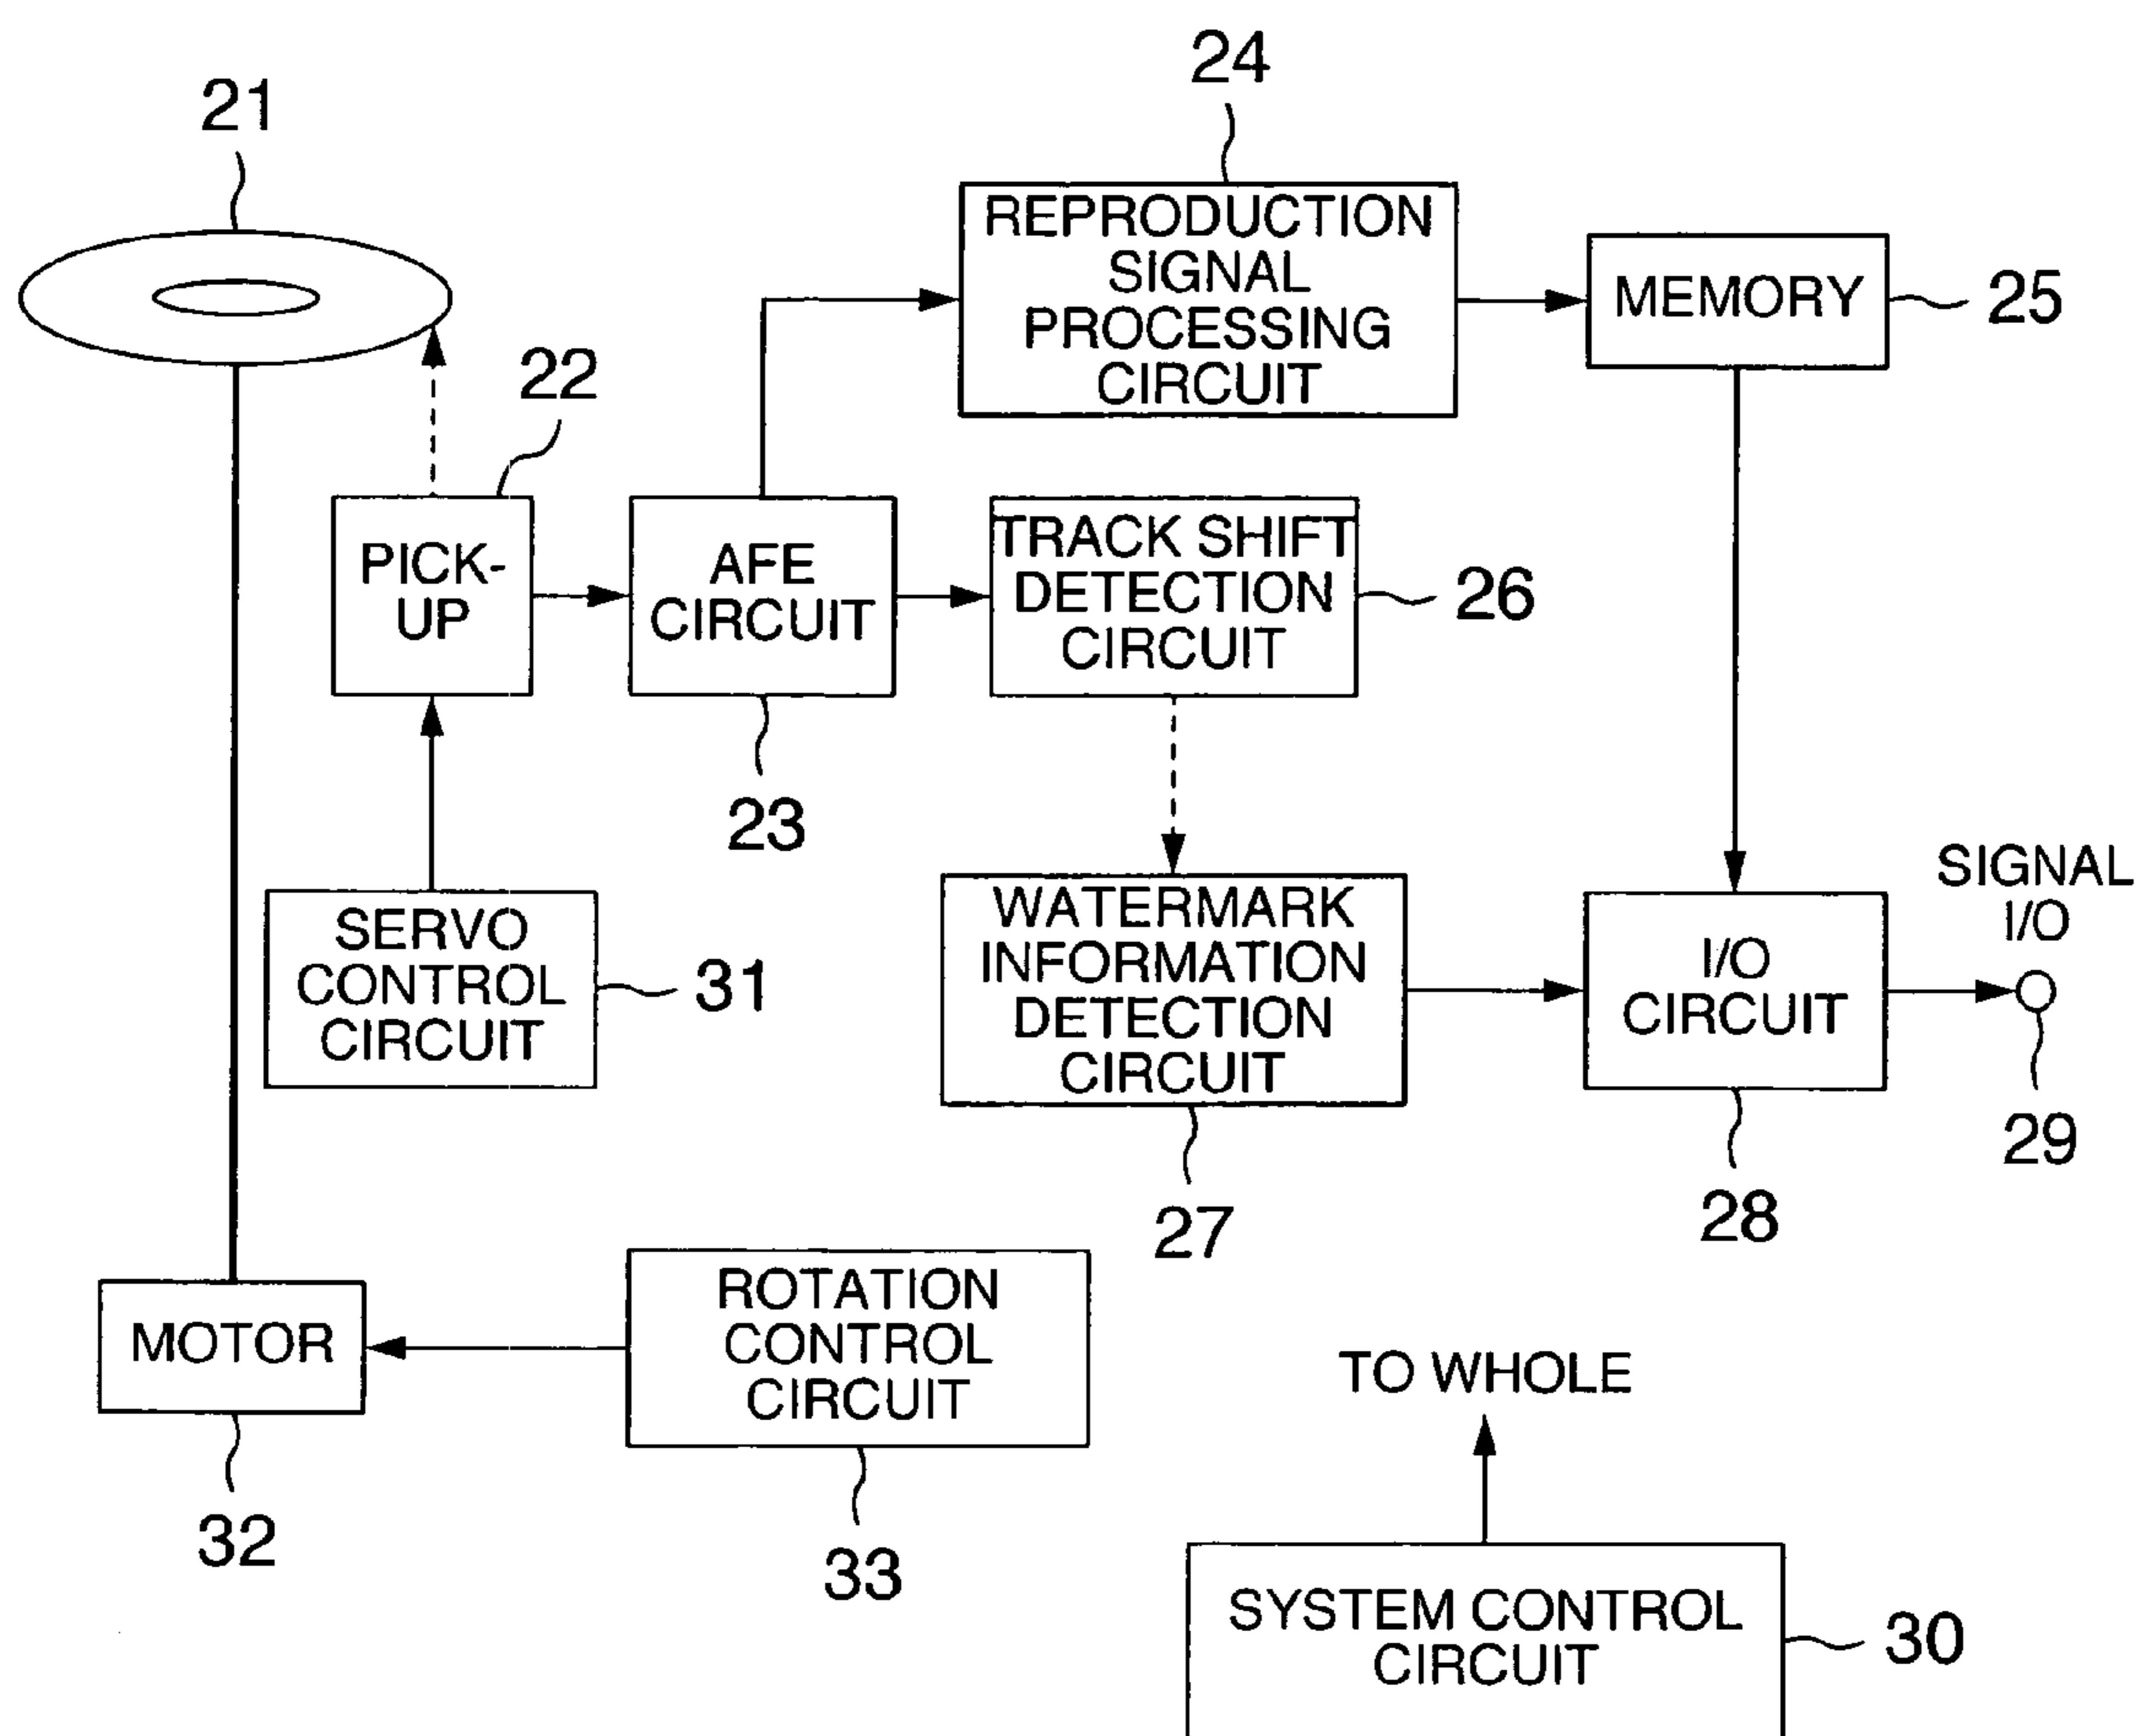 24
21
REPRODUCTION
SIGNAL
PROCESSING
CIRCUIT
MEMORY
25
22
PICK-
UP
AFE
CIRCUIT
TRACK SHIFT
DETECTION
CIRCUIT
26
23
SERVO
CONTROL
CIRCUIT
31
WATERMARK
INFORMATION
DETECTION
CIRCUIT
27
I/O
CIRCUIT
28
SIGNAL
I/O
29
MOTOR
32
ROTATION
CONTROL
CIRCUIT
33
TO WHOLE
SYSTEM CONTROL
CIRCUIT
30